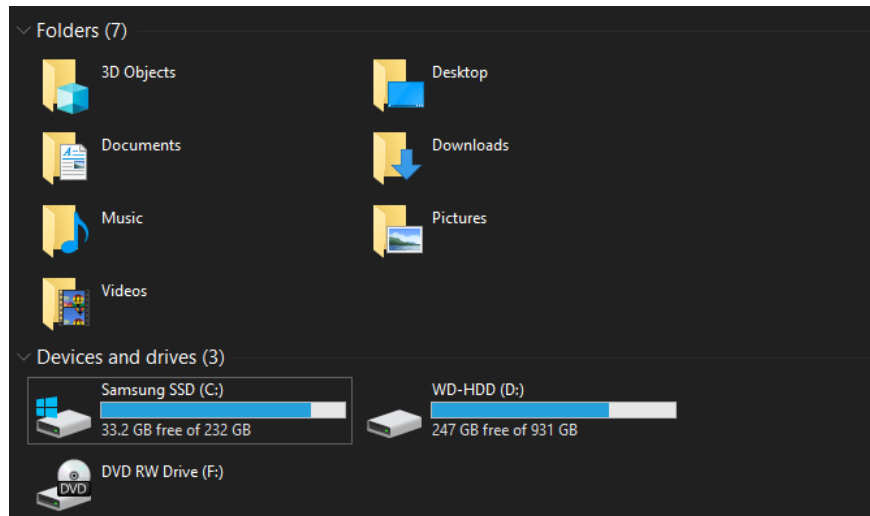 Folders (7)
3D Objects
Desktop
Documents
Downloads
Music
Pictures
Videos
Devices and drives (3)
Samsung SSD (C:)
33.2 GB free of 232 GB
WD-HDD (D:)
247 GB free of 931 GB
DVD RW Drive (F:)
DVD